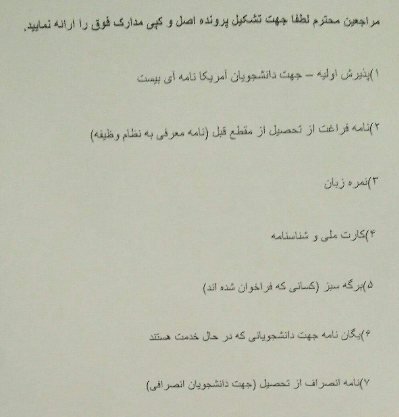 مراجعین محترم لطفا جهت تشکیل پرونده اصل و کپی مدارک فوق را ارائه نمایید.
۱)پذیرش اولیه – جهت دانشجویان آمریکا نامه آی بیست
۲)نامه فراغت از تحصیل از مقطع قبل (نامه معرفی به نظام وظیفه)
۳)نمره زبان
۴)کارت ملی و شناسنامه
۵)برگه سبز (کسانی که فراخوان شده اند)
۶)یگان نامه جهت دانشجویانی که در حال خدمت هستند
۷)نامه انصراف از تحصیل (جهت دانشجویان انصرافی)